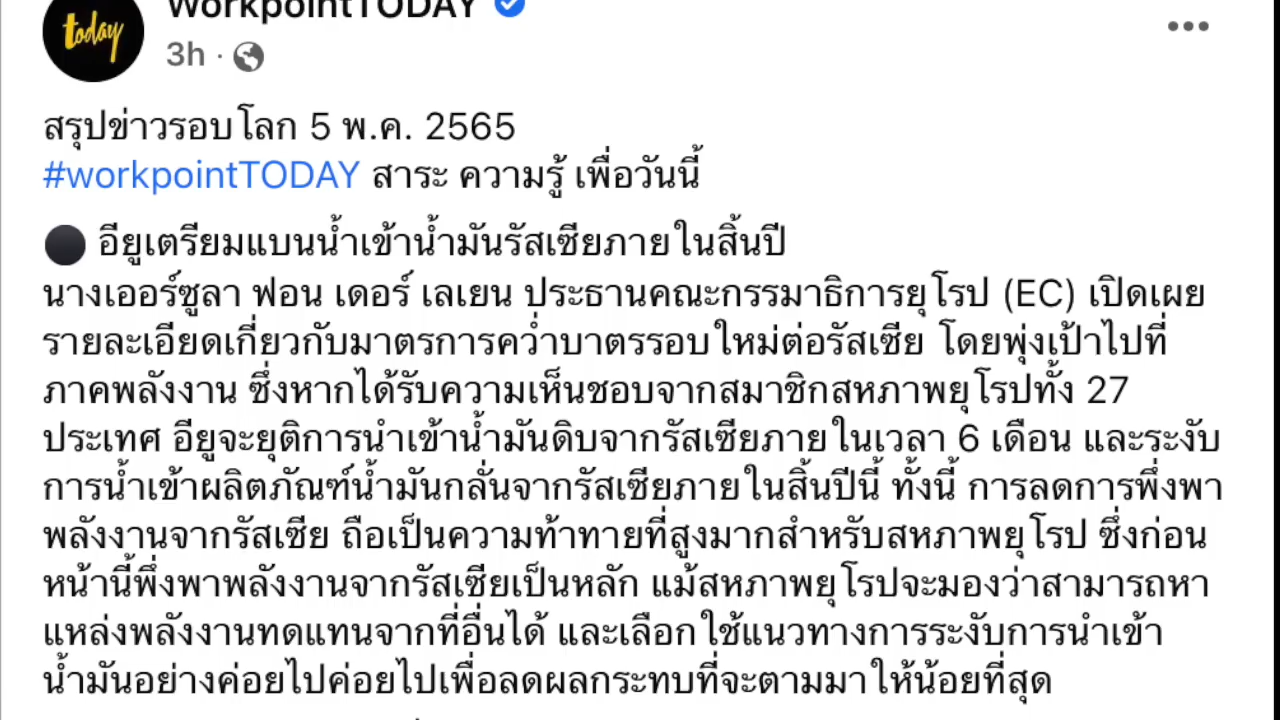 WorkpointTODAY
today
3h ·
สรุปข่าวรอบโลก 5 พ.ค. 2565
#workpointTODAY สาระ ความรู้ เพื่อวันนี้
อียูเตรียมแบนน้ำเข้าน้ำมันรัสเซียภายในสิ้นปี
นางเออร์ซูลา ฟอน เดอร์ เลเยน ประธานคณะกรรมาธิการยุโรป (EC) เปิดเผย
รายละเอียดเกี่ยวกับมาตรการคว่ำบาตรรอบใหม่ต่อรัสเซีย โดยพุ่งเป้าไปที่
ภาคพลังงาน ซึ่งหากได้รับความเห็นชอบจากสมาชิกสหภาพยุโรปทั้ง 27
ประเทศ อียูจะยุติการนำเข้าน้ำมันดิบจากรัสเซียภายในเวลา 6 เดือน และระงับ
การน้ำเข้าผลิตภัณฑ์น้ำมันกลั่นจากรัสเซียภายในสิ้นปีนี้ ทั้งนี้ การลดการพึ่งพา
พลังงานจากรัสเซีย ถือเป็นความท้าทายที่สูงมากสำหรับสหภาพยุโรป ซึ่งก่อน
หน้านี้พึ่งพาพลังงานจากรัสเซียเป็นหลัก แม้สหภาพยุโรปจะมองว่าสามารถหา
แหล่งพลังงานทดแทนจากที่อื่นได้ และเลือกใช้แนวทางการระงับการนำเข้า
น้ำมันอย่างค่อยไปค่อยไปเพื่อลดผลกระทบที่จะตามมาให้น้อยที่สุด